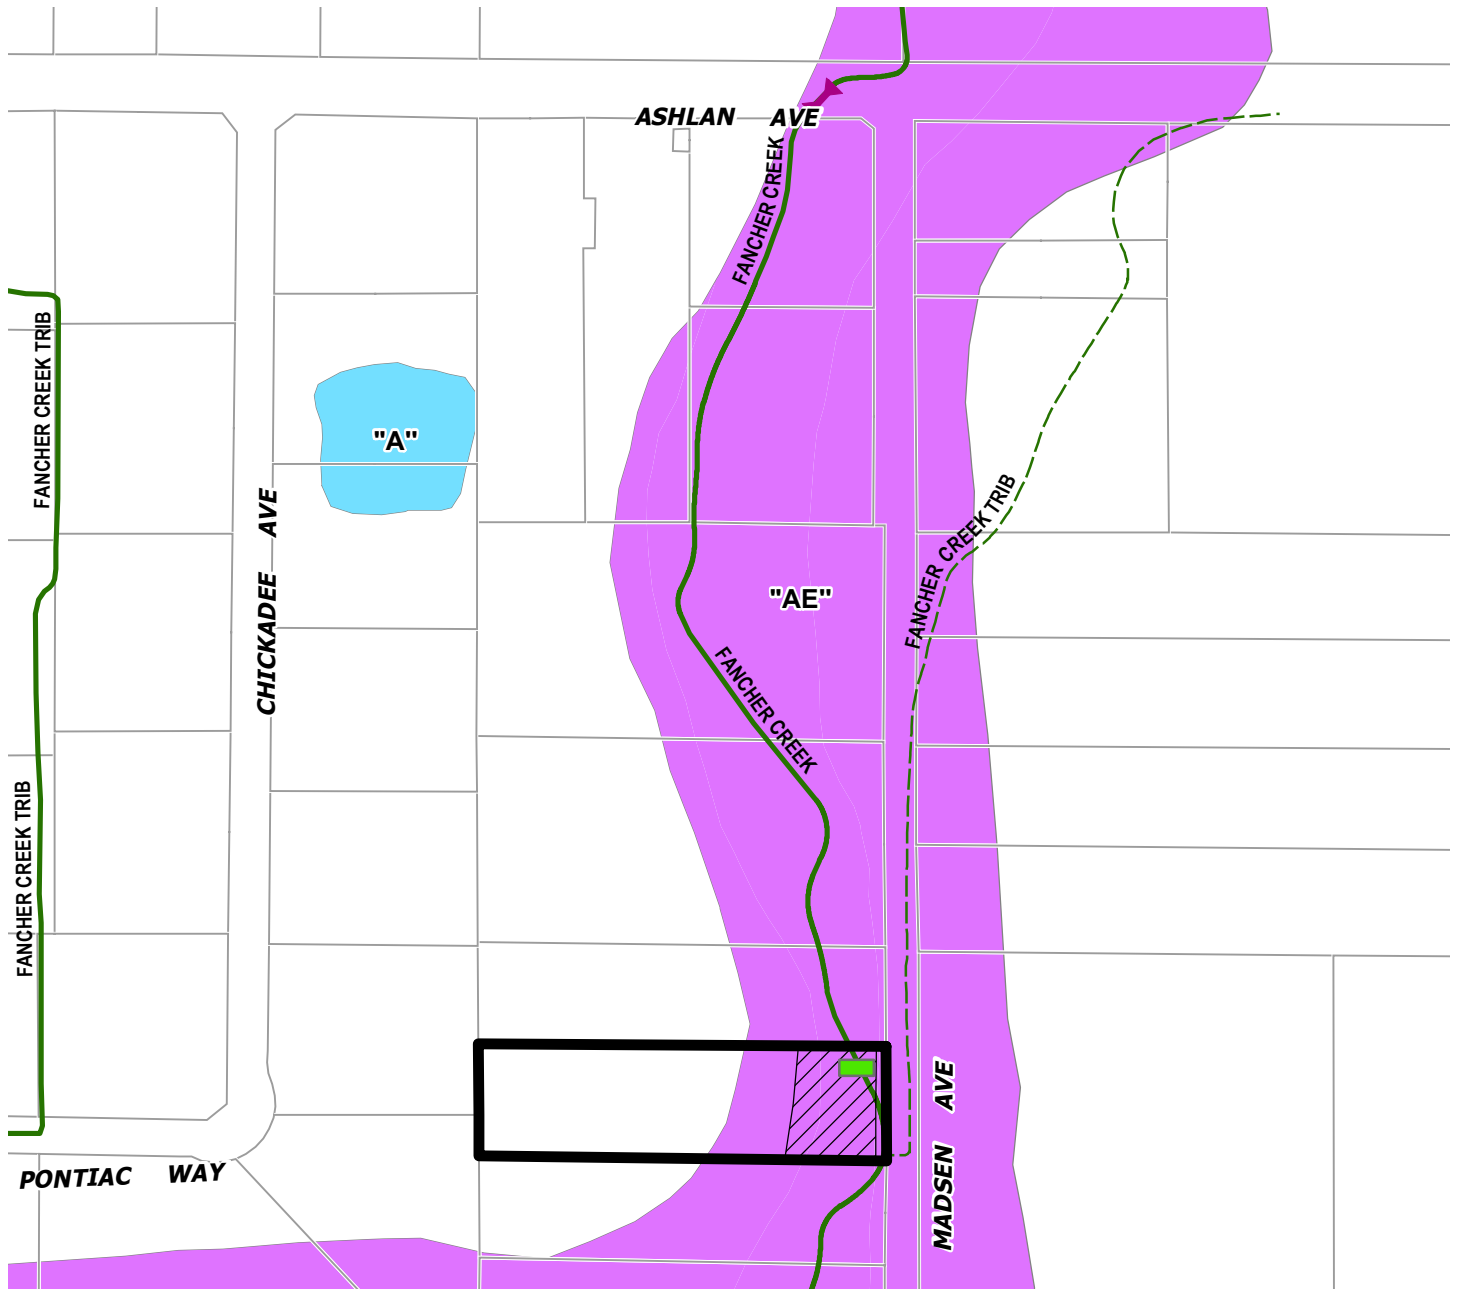 ASHLAN AVE
FANCHER CREEK
FANCHER CREEK TRIB
"A"
CHICKADEE AVE
FANCHER CREEK TRIB
"AE"
FANCHER CREEK
FANCHER CREEK TRIB
MADSEN AVE
PONTIAC WAY